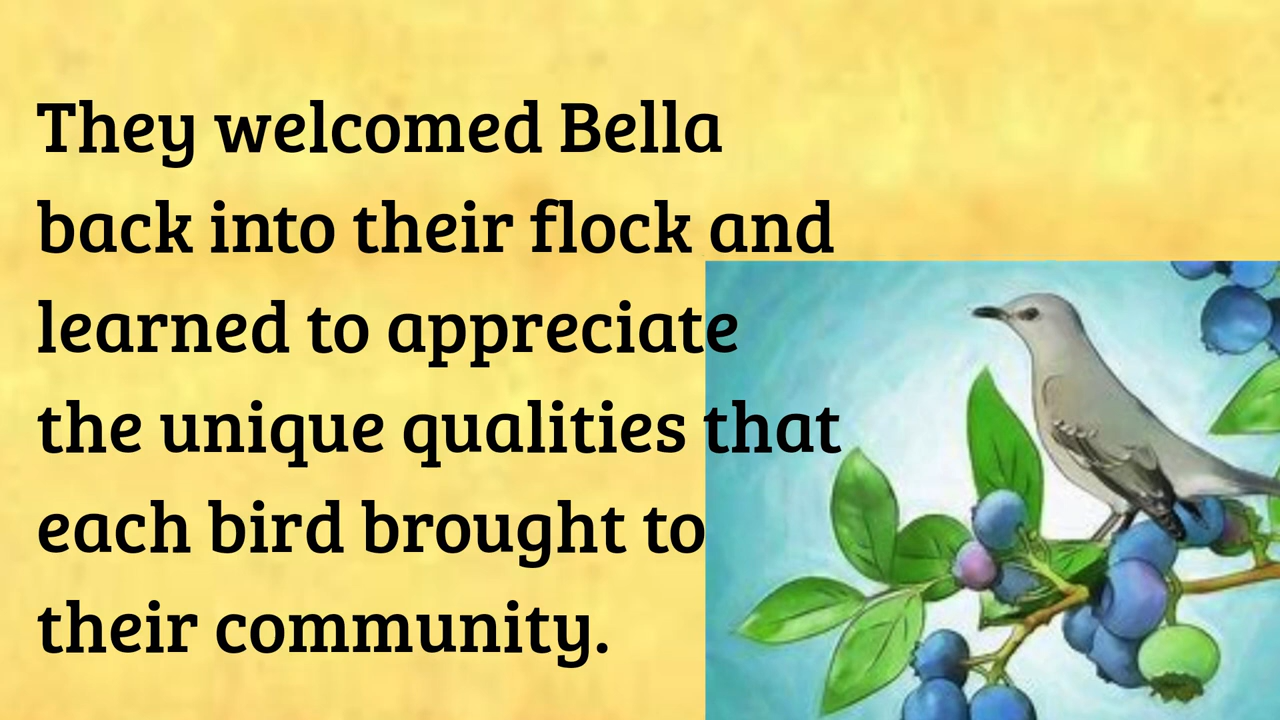 They welcomed Bella
back into their flock and
learned to appreciate
the unique qualities that
each bird brought to
their community.